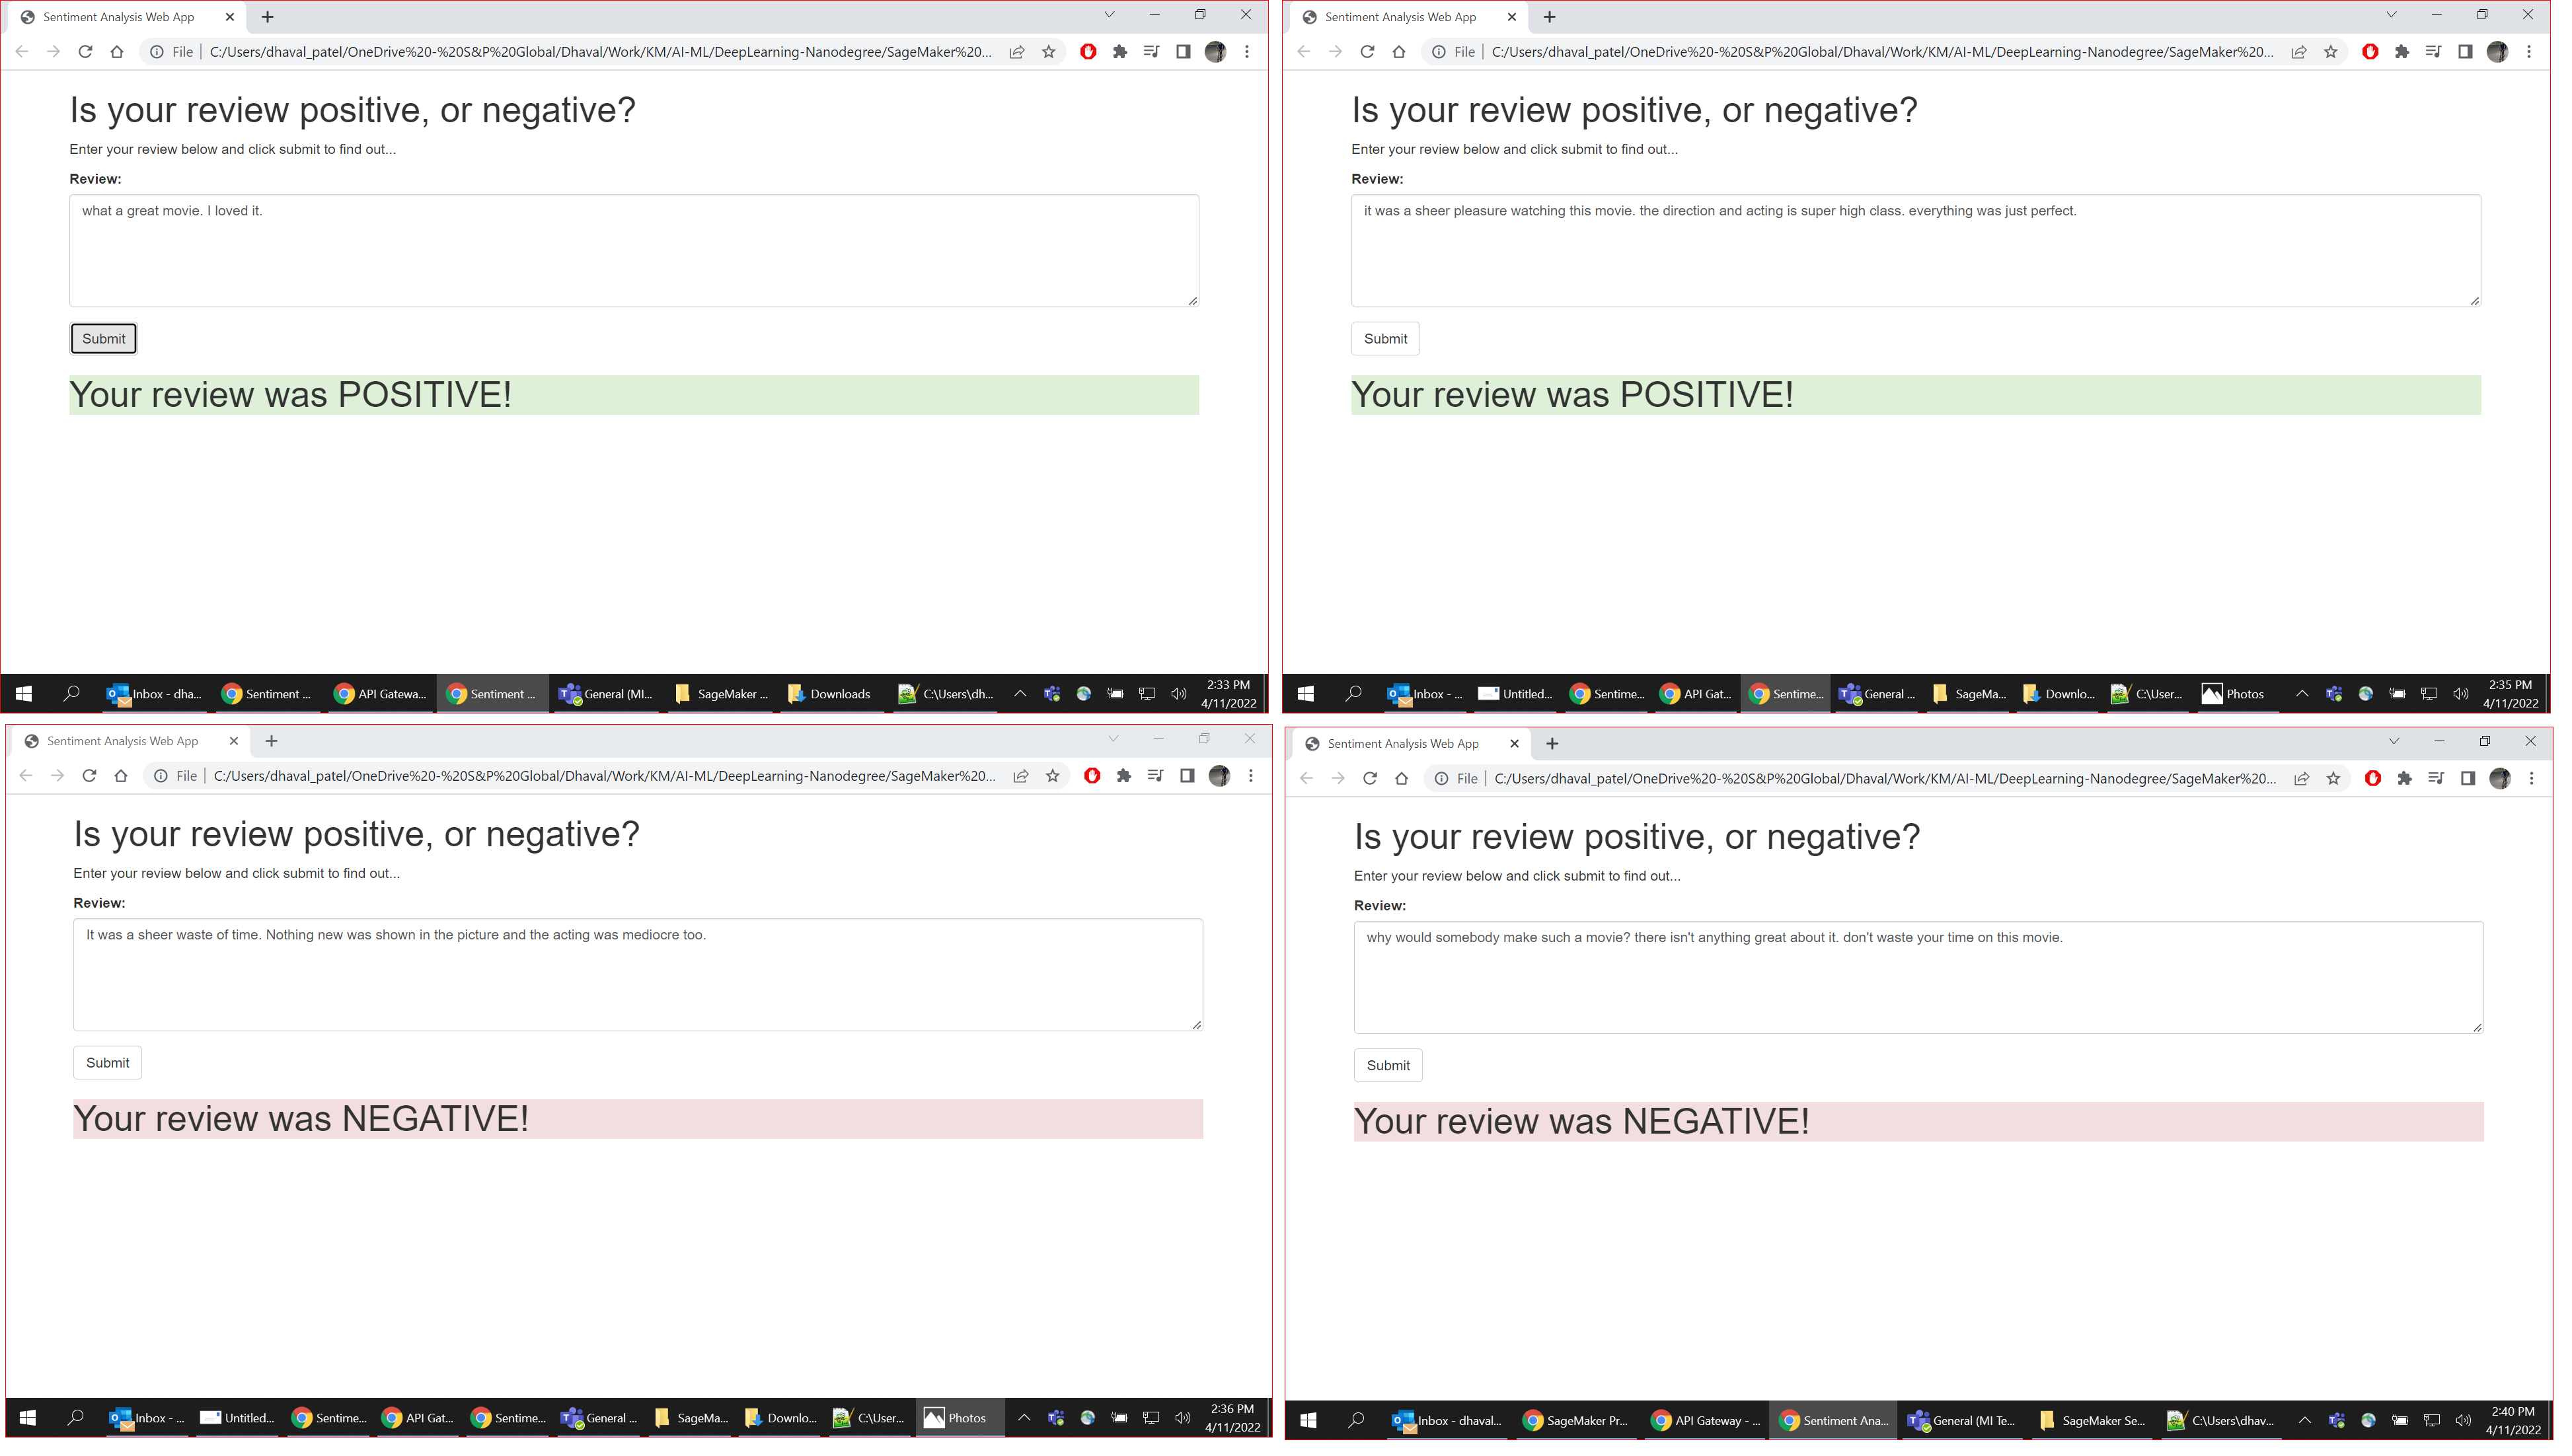 Sentiment Analysis Web App
File C:/Users/dhaval_patel/OneDrive%20-%20S&P%20Global/Dhaval/Work/KM/AI-ML/DeepLearning-Nanodegree/SageMaker%20...
Is your review positive, or negative?
Enter your review below and click submit to find out...
Review:
what a great movie. I loved it.
Submit
Your review was POSITIVE!
Inbox - dha... Sentiment ... API Gatewa... Sentiment ... General (MI... SageMaker ... Downloads C:\Users\dh... 2:33 PM
4/11/2022
Sentiment Analysis Web App
File C:/Users/dhaval_patel/OneDrive%20-%20S&P%20Global/Dhaval/Work/KM/AI-ML/DeepLearning-Nanodegree/SageMaker%20...
Is your review positive, or negative?
Enter your review below and click submit to find out...
Review:
it was a sheer pleasure watching this movie. the direction and acting is super high class. everything was just perfect.
Submit
Your review was POSITIVE!
Inbox - ... Untitled... Sentime... API Gat... Sentime... General ... SageMa... Downlo... C:\User... Photos 2:35 PM
4/11/2022
Sentiment Analysis Web App
File C:/Users/dhaval_patel/OneDrive%20-%20S&P%20Global/Dhaval/Work/KM/AI-ML/DeepLearning-Nanodegree/SageMaker%20...
Is your review positive, or negative?
Enter your review below and click submit to find out...
Review:
It was a sheer waste of time. Nothing new was shown in the picture and the acting was mediocre too.
Submit
Your review was NEGATIVE!
Inbox - ... Untitled... Sentime... API Gat... Sentime... General ... SageMa... Downlo... C:\User... Photos 2:36 PM
4/11/2022
Sentiment Analysis Web App
File C:/Users/dhaval_patel/OneDrive%20-%20S&P%20Global/Dhaval/Work/KM/AI-ML/DeepLearning-Nanodegree/SageMaker%20...
Is your review positive, or negative?
Enter your review below and click submit to find out...
Review:
why would somebody make such a movie? there isn't anything great about it. don't waste your time on this movie.
Submit
Your review was NEGATIVE!
Inbox - dhaval... SageMaker Pr... API Gateway - ... Sentiment Ana... General (MI Te... SageMaker Se... C:\Users\dhav... 2:40 PM
4/11/2022